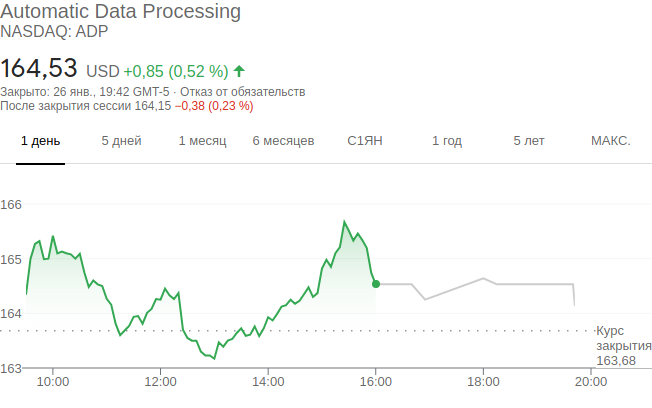 Automatic Data Processing
NASDAQ: ADP
164,53 USD +0,85 (0,52 %)
Закрыто: 26 янв., 19:42 GMT-5 · Отказ от обязательств
После закрытия сессии 164,15 −0,38 (0,23 %)
1 день 5 дней 1 месяц 6 месяцев С1ЯН 1 год 5 лет МАКС.
166
165
164
Курс
закрытия
163,68
163
10:00 12:00 14:00 16:00 18:00 20:00